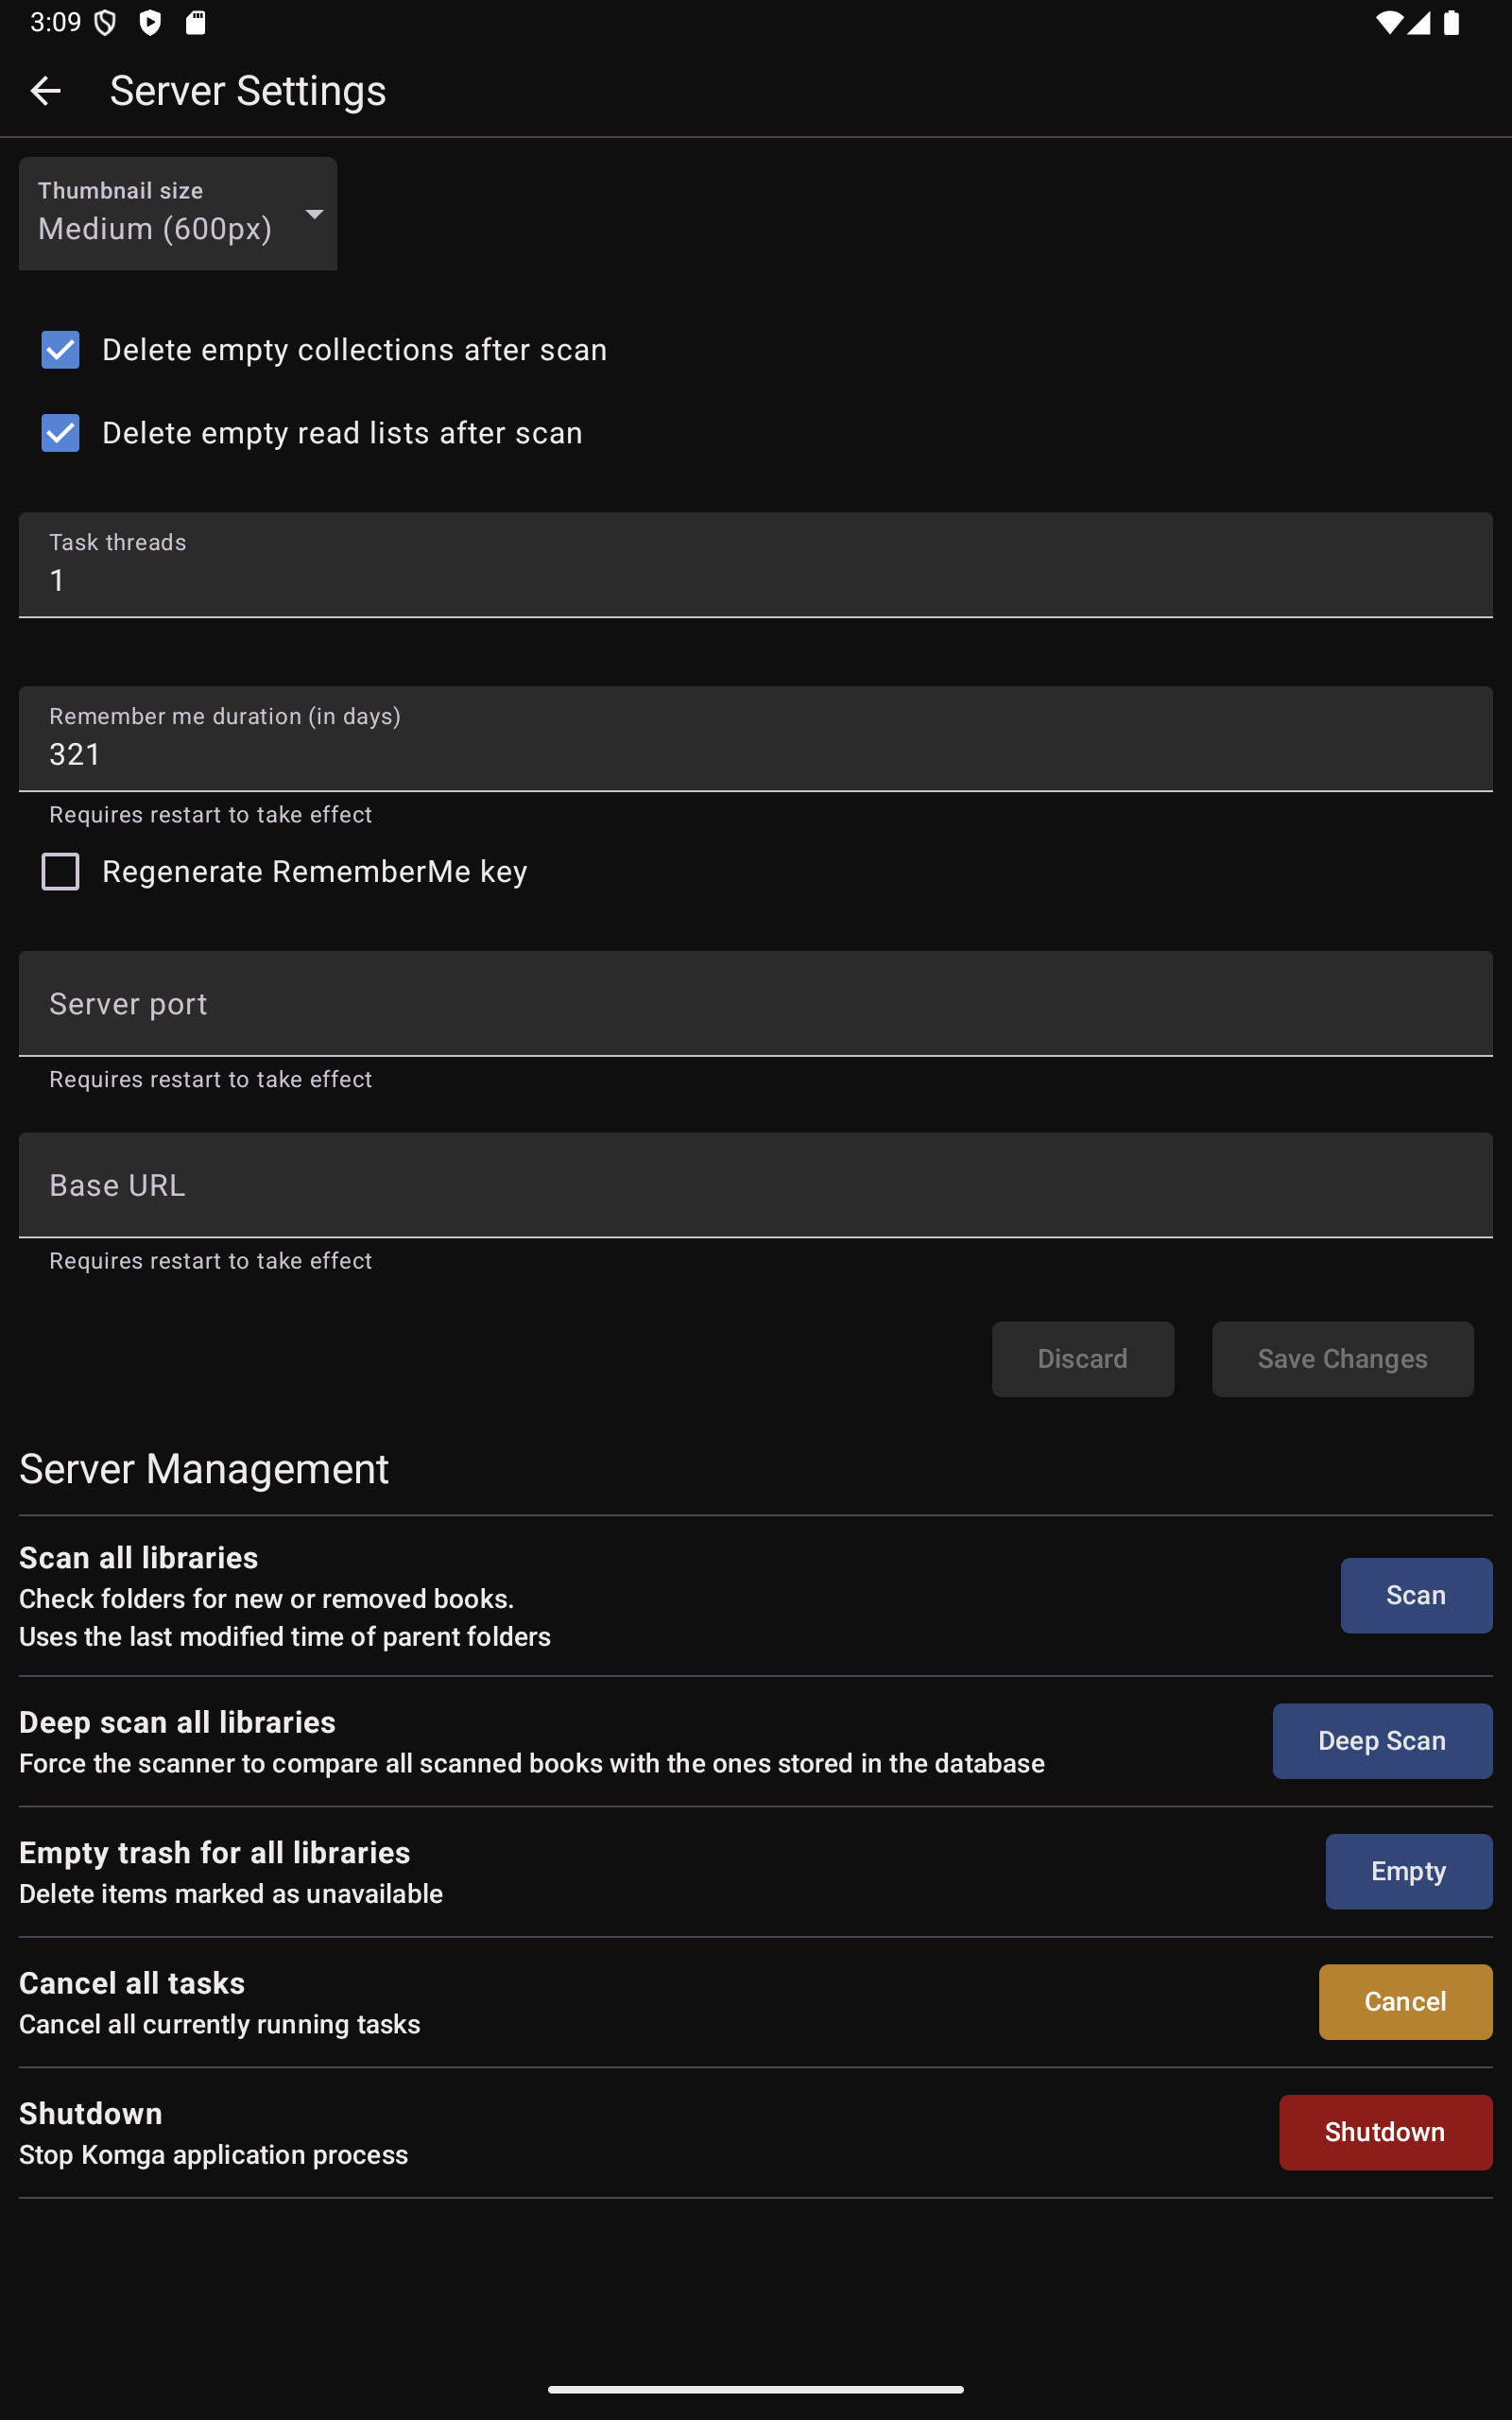 3:09
Server Settings
Thumbnail size
Medium (600px)
Delete empty collections after scan
Delete empty read lists after scan
Task threads
1
Remember me duration (in days)
321
Requires restart to take effect
Regenerate RememberMe key
Server port
Requires restart to take effect
Base URL
Requires restart to take effect
Discard
Save Changes
Server Management
Scan all libraries
Check folders for new or removed books.
Uses the last modified time of parent folders
Scan
Deep scan all libraries
Force the scanner to compare all scanned books with the ones stored in the database
Deep Scan
Empty trash for all libraries
Delete items marked as unavailable
Empty
Cancel all tasks
Cancel all currently running tasks
Cancel
Shutdown
Stop Komga application process
Shutdown